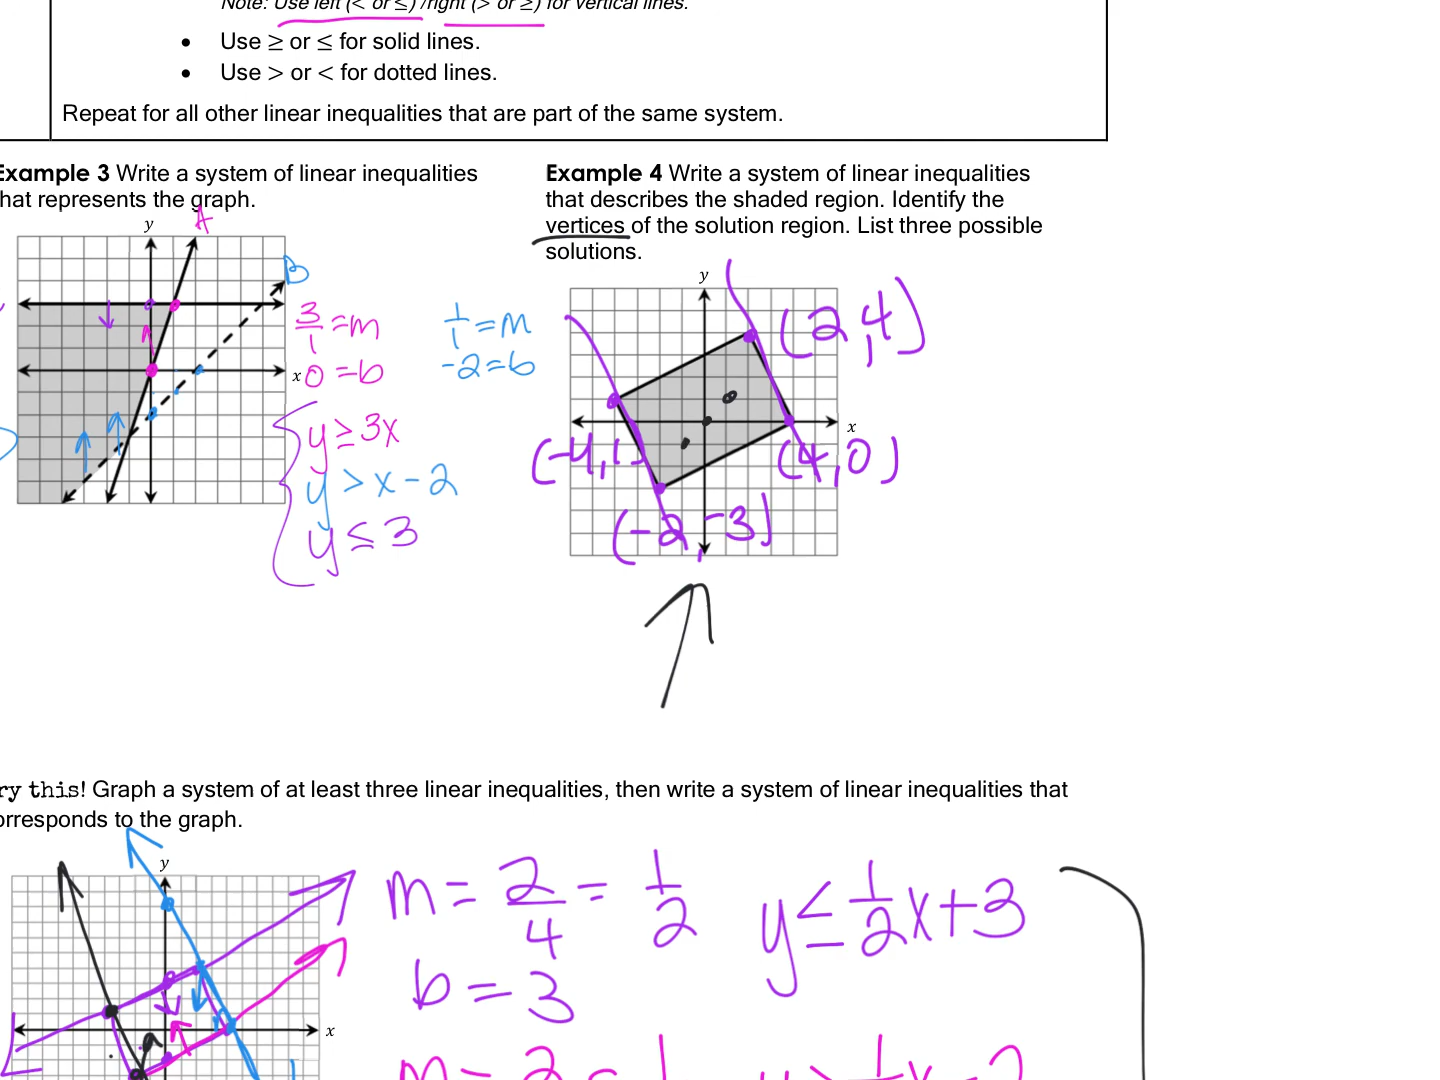 Note: Use left (< or ≤) /right (> or ≥) for vertical lines.
• Use ≥ or ≤ for solid lines.
• Use > or < for dotted lines.
Repeat for all other linear inequalities that are part of the same system.
Example 3 Write a system of linear inequalities
hat represents the graph.
A
y
B
x
3/1 = m
0 = b
1/1 = m
-2 = b
y ≥ 3x
y > x - 2
y ≤ 3
Example 4 Write a system of linear inequalities
that describes the shaded region. Identify the
vertices of the solution region. List three possible
solutions.
y
(2,4)
x
(-4,1)
(4,0)
(-2,-3)
ry this! Graph a system of at least three linear inequalities, then write a system of linear inequalities that
orresponds to the graph.
y
x
m = 2/4 = 1/2
y ≤ 1/2x+3
b = 3